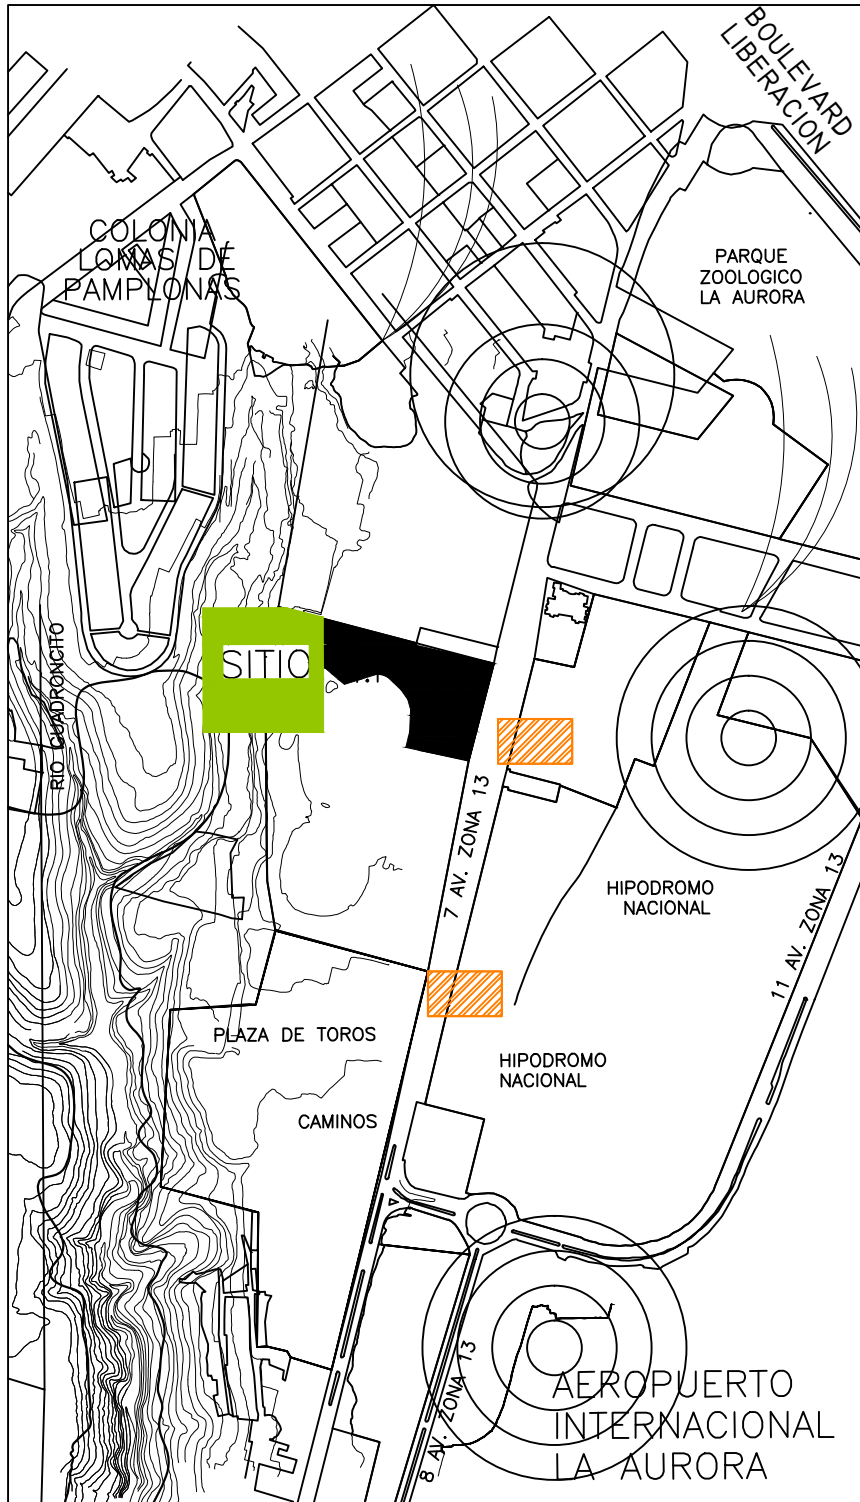 BOULEVARD
LIBERACION
COLONIA
LOMAS DE
PAMPLONAS
PARQUE
ZOOLOGICO
LA AURORA
SITIO
RIO GUADRONCITO
7 AV. ZONA 13
HIPODROMO
NACIONAL
11 AV. ZONA 13
PLAZA DE TOROS
HIPODROMO
NACIONAL
CAMINOS
8 AV. ZONA 13
AEROPUERTO
INTERNACIONAL
LA AURORA